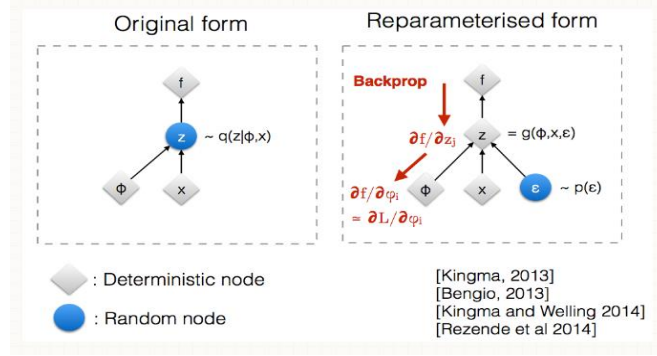 Original form
Reparameterised form
f
z
~ q(z|ϕ,x)
ϕ
x
Backprop
f
∂f/∂zⱼ
z
= g(ϕ,x,ε)
∂f/∂φᵢ
≃ ∂L/∂φᵢ
ϕ
x
ε
~ p(ε)
: Deterministic node
: Random node
[Kingma, 2013]
[Bengio, 2013]
[Kingma and Welling 2014]
[Rezende et al 2014]